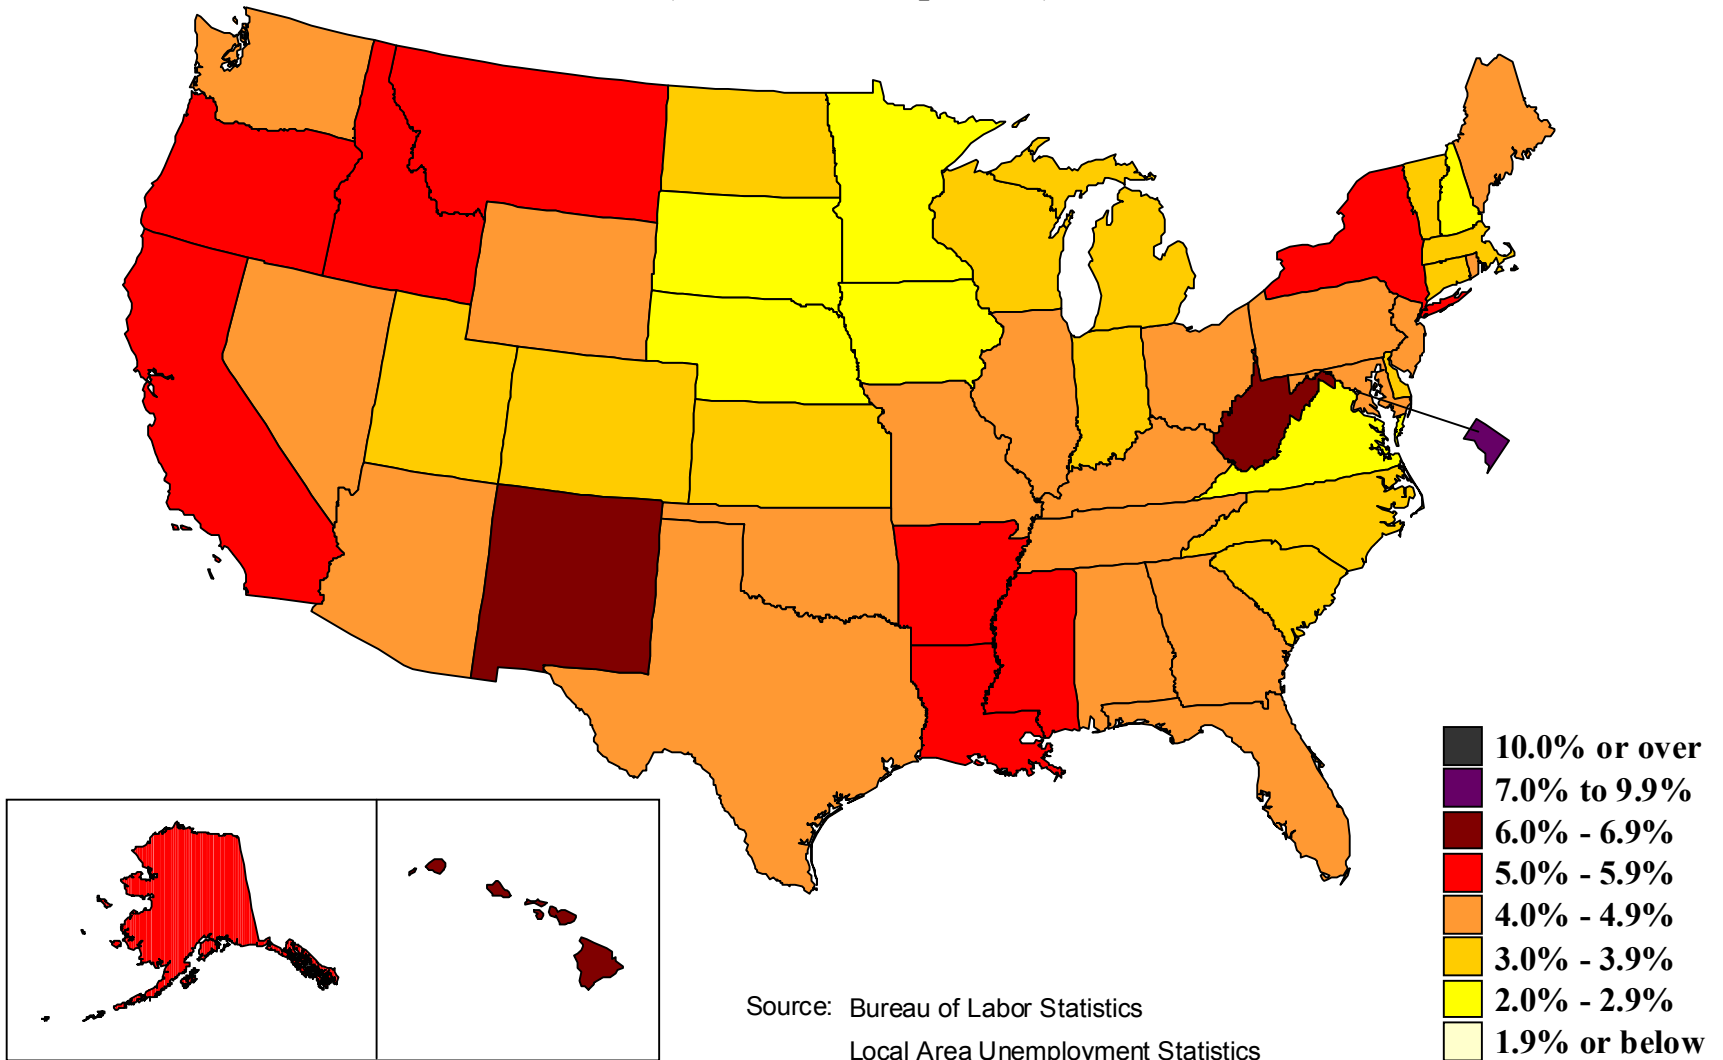 10.0% or over
7.0% to 9.9%
6.0% - 6.9%
5.0% - 5.9%
4.0% - 4.9%
3.0% - 3.9%
2.0% - 2.9%
1.9% or below
Source: Bureau of Labor Statistics
Local Area Unemployment Statistics